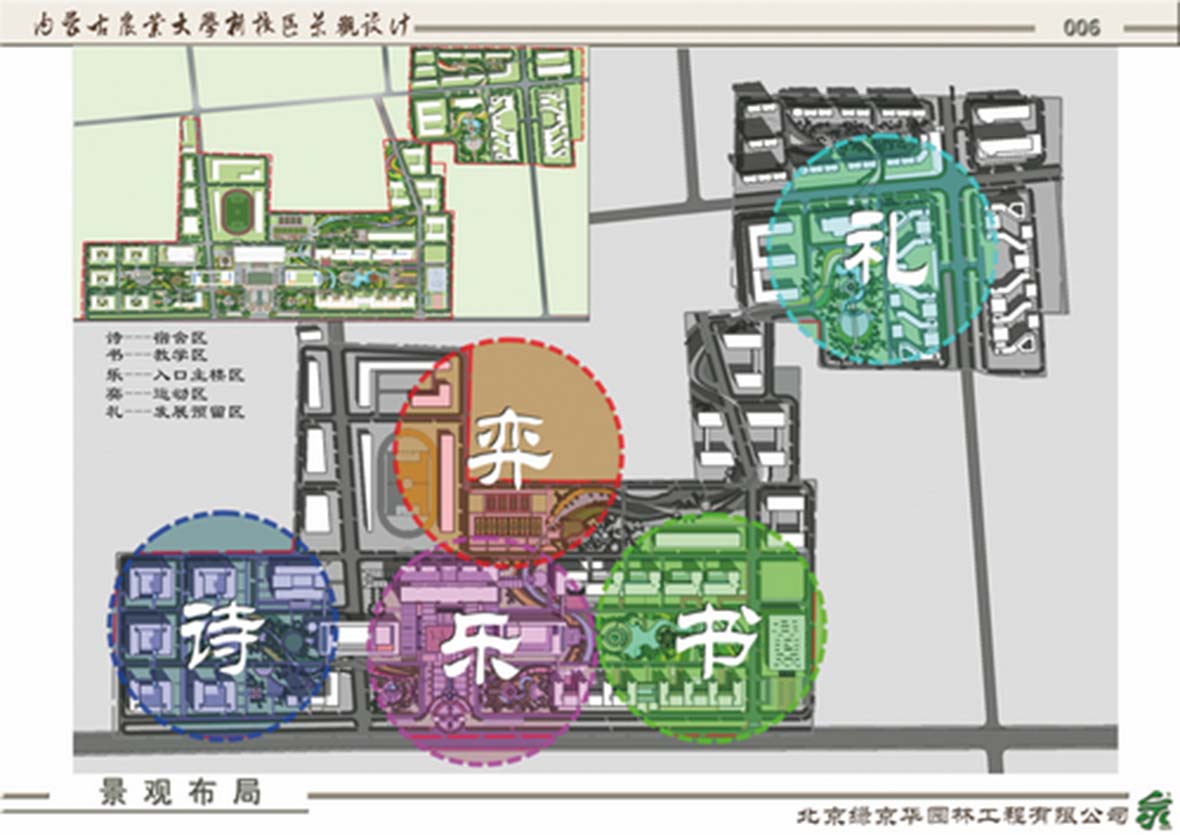 内蒙古农业大学新校区景观设计
006
诗---宿舍区
书---教学区
乐---入口主楼区
弈---运动区
礼---发展预留区
礼
弈
诗
乐
书
景观布局
北京绿京华园林工程有限公司